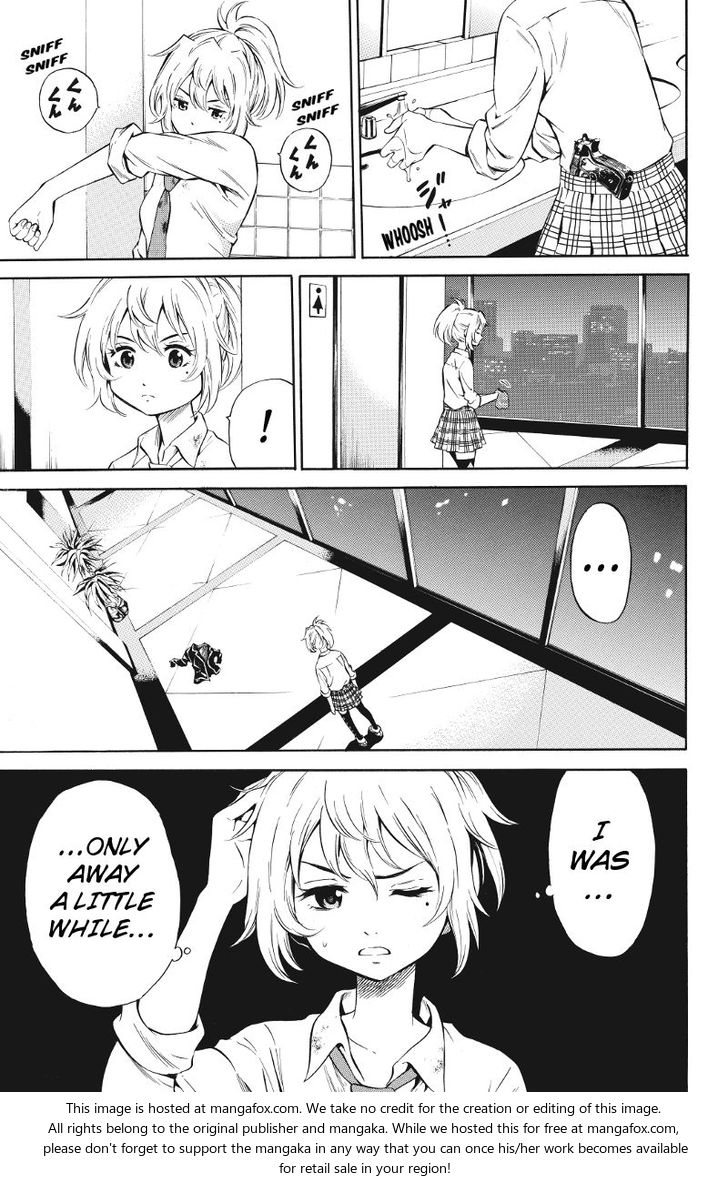 ジャー
WHOOSH!
SNIFF
SNIFF
くん
くん
SNIFF
SNIFF
くん
くん
!
...
I
WAS
...
...ONLY
AWAY
A LITTLE
WHILE...
This image is hosted at mangafox.com. We take no credit for the creation or editing of this image.
All rights belong to the original publisher and mangaka. While we hosted this for free at mangafox.com,
please don't forget to support the mangaka in any way that you can once his/her work becomes available
for retail sale in your region!